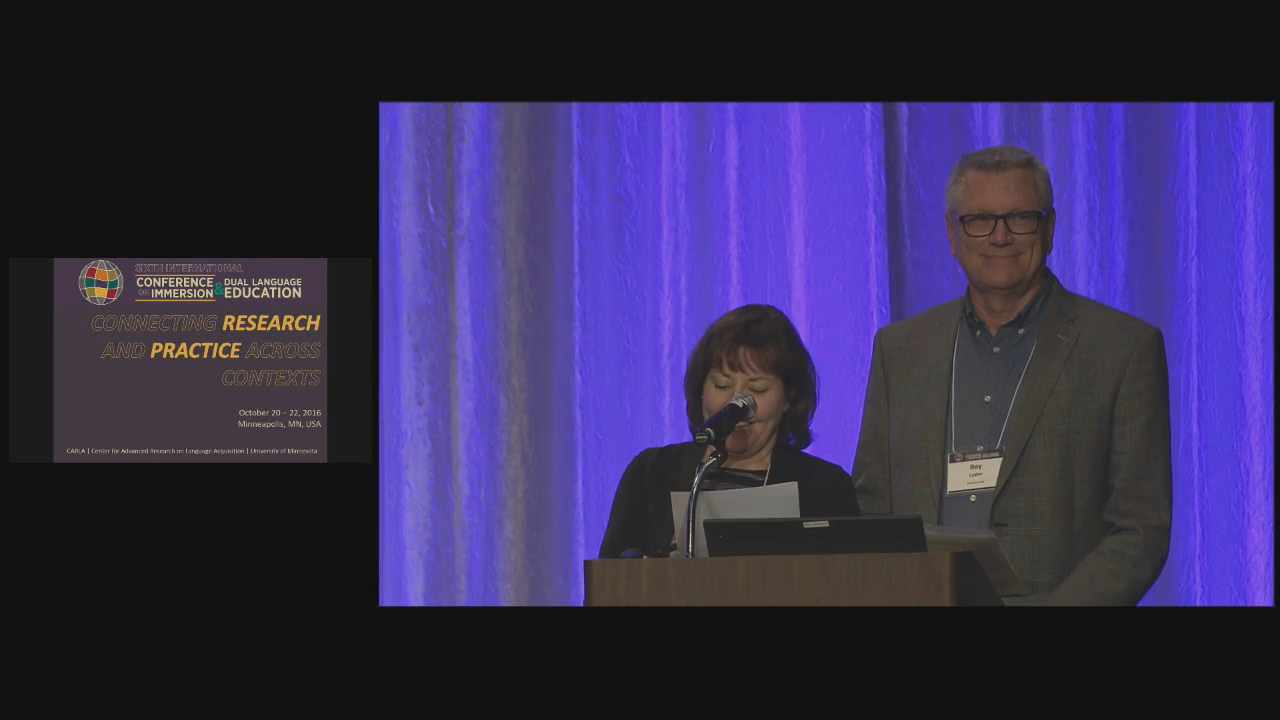 SIXTH INTERNATIONAL
CONFERENCE
ON IMMERSION
&
DUAL LANGUAGE
EDUCATION
CONNECTING RESEARCH
AND PRACTICE ACROSS
CONTEXTS
October 20 – 22, 2016
Minneapolis, MN, USA
CARLA | Center for Advanced Research on Language Acquisition | University of Minnesota
Roy